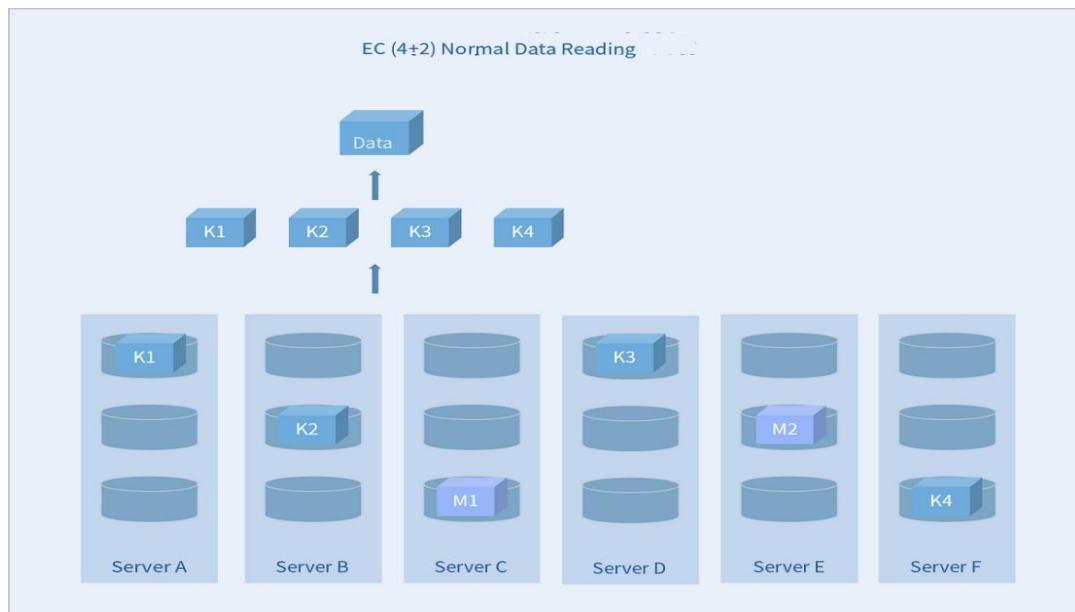 EC (4+2) Normal Data Reading
Data
K1 K2 K3 K4
K1 K3
K2 M2
M1 K4
Server A Server B Server C Server D Server E Server F